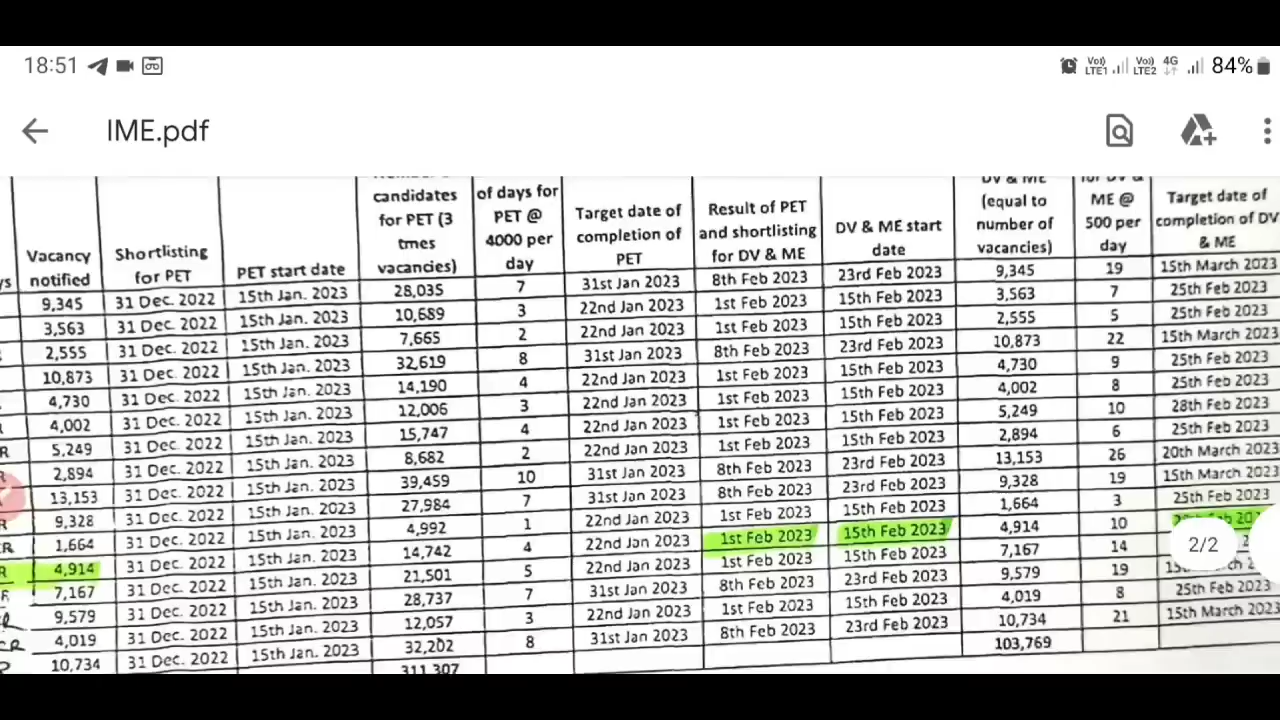 18:51 Vo) LTE1 Vo) LTE2 4G 84%
IME.pdf
Vacancy notified
Shortlisting for PET
PET start date
candidates for PET (3 tmes vacancies)
of days for PET @ 4000 per day
Target date of completion of PET
Result of PET and shortlisting for DV & ME
DV & ME start date
DV & ME (equal to number of vacancies)
for DV & ME @ 500 per day
Target date of completion of DV & ME
9,345 31 Dec. 2022 15th Jan. 2023 28,035 7 31st Jan 2023 8th Feb 2023 23rd Feb 2023 9,345 19 15th March 2023
3,563 31 Dec. 2022 15th Jan. 2023 10,689 3 22nd Jan 2023 1st Feb 2023 15th Feb 2023 3,563 7 25th Feb 2023
2,555 31 Dec. 2022 15th Jan. 2023 7,665 2 22nd Jan 2023 1st Feb 2023 15th Feb 2023 2,555 5 25th Feb 2023
10,873 31 Dec. 2022 15th Jan. 2023 32,619 8 31st Jan 2023 8th Feb 2023 23rd Feb 2023 10,873 22 15th March 2023
4,730 31 Dec. 2022 15th Jan. 2023 14,190 4 22nd Jan 2023 1st Feb 2023 15th Feb 2023 4,730 9 25th Feb 2023
4,002 31 Dec. 2022 15th Jan. 2023 12,006 3 22nd Jan 2023 1st Feb 2023 15th Feb 2023 4,002 8 25th Feb 2023
R 5,249 31 Dec. 2022 15th Jan. 2023 15,747 4 22nd Jan 2023 1st Feb 2023 15th Feb 2023 5,249 10 28th Feb 2023
2,894 31 Dec. 2022 15th Jan. 2023 8,682 2 22nd Jan 2023 1st Feb 2023 15th Feb 2023 2,894 6 25th Feb 2023
13,153 31 Dec. 2022 15th Jan. 2023 39,459 10 31st Jan 2023 8th Feb 2023 23rd Feb 2023 13,153 26 20th March 2023
R 9,328 31 Dec. 2022 15th Jan. 2023 27,984 7 31st Jan 2023 8th Feb 2023 23rd Feb 2023 9,328 19 15th March 2023
CR 1,664 31 Dec. 2022 15th Jan. 2023 4,992 1 22nd Jan 2023 1st Feb 2023 15th Feb 2023 1,664 3 25th Feb 2023
R 4,914 31 Dec. 2022 15th Jan. 2023 14,742 4 22nd Jan 2023 1st Feb 2023 15th Feb 2023 4,914 10
7,167 31 Dec. 2022 15th Jan. 2023 21,501 5 22nd Jan 2023 1st Feb 2023 15th Feb 2023 7,167 14
9,579 31 Dec. 2022 15th Jan. 2023 28,737 7 31st Jan 2023 8th Feb 2023 23rd Feb 2023 9,579 19
CR 4,019 31 Dec. 2022 15th Jan. 2023 12,057 3 22nd Jan 2023 1st Feb 2023 15th Feb 2023 4,019 8 25th Feb 2023
10,734 31 Dec. 2022 15th Jan. 2023 32,202 8 31st Jan 2023 8th Feb 2023 23rd Feb 2023 10,734 21 15th March 2023
311,307 103,769
2/2